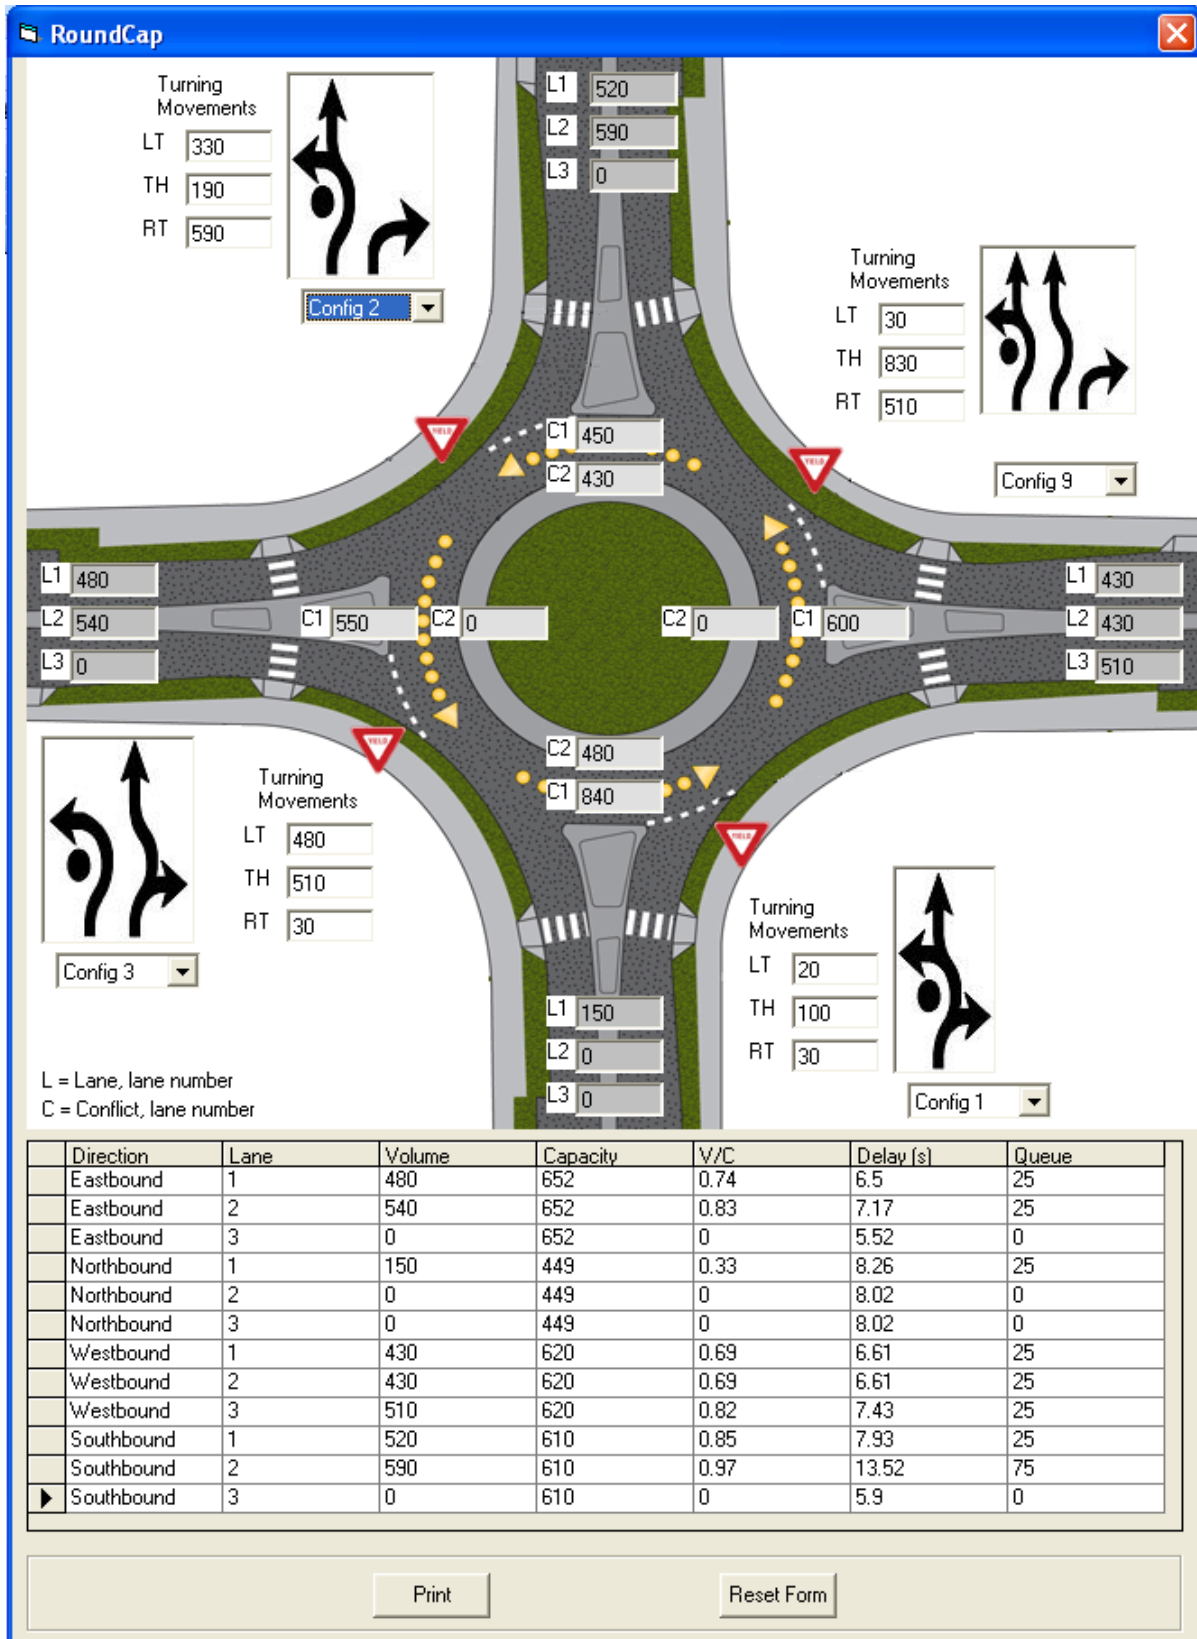 RoundCap
Turning
Movements
LT 330
TH 190
RT 590
Config 2
L1 520
L2 590
L3 0
Turning
Movements
LT 30
TH 830
RT 510
Config 9
YIELD
YIELD
C1 450
C2 430
L1 480
L2 540
L3 0
C1 550
C2 0
C2 0
C1 600
L1 430
L2 430
L3 510
YIELD
C2 480
C1 840
YIELD
Turning
Movements
LT 480
TH 510
RT 30
Config 3
Turning
Movements
LT 20
TH 100
RT 30
Config 1
L1 150
L2 0
L3 0
L = Lane, lane number
C = Conflict, lane number
Direction Lane Volume Capacity V/C Delay (s) Queue
Eastbound 1 480 652 0.74 6.5 25
Eastbound 2 540 652 0.83 7.17 25
Eastbound 3 0 652 0 5.52 0
Northbound 1 150 449 0.33 8.26 25
Northbound 2 0 449 0 8.02 0
Northbound 3 0 449 0 8.02 0
Westbound 1 430 620 0.69 6.61 25
Westbound 2 430 620 0.69 6.61 25
Westbound 3 510 620 0.82 7.43 25
Southbound 1 520 610 0.85 7.93 25
Southbound 2 590 610 0.97 13.52 75
Southbound 3 0 610 0 5.9 0
Print
Reset Form